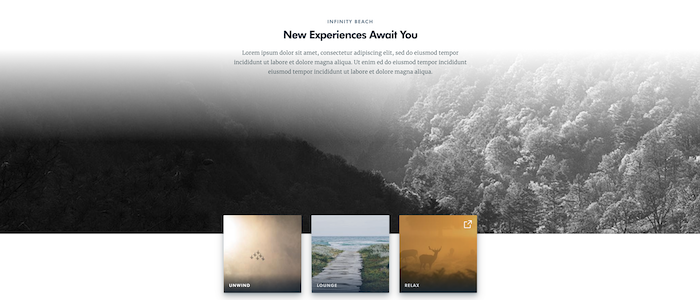 INFINITY BEACH
New Experiences Await You
Lorem ipsum dolor sit amet, consectetur adipiscing elit, sed do eiusmod tempor
incididunt ut labore et dolore magna aliqua. Ut enim ed do eiusmod tempor incididunt
eiusmod tempor incididunt ut labore et dolore magna aliqua.
UNWIND
LOUNGE
RELAX